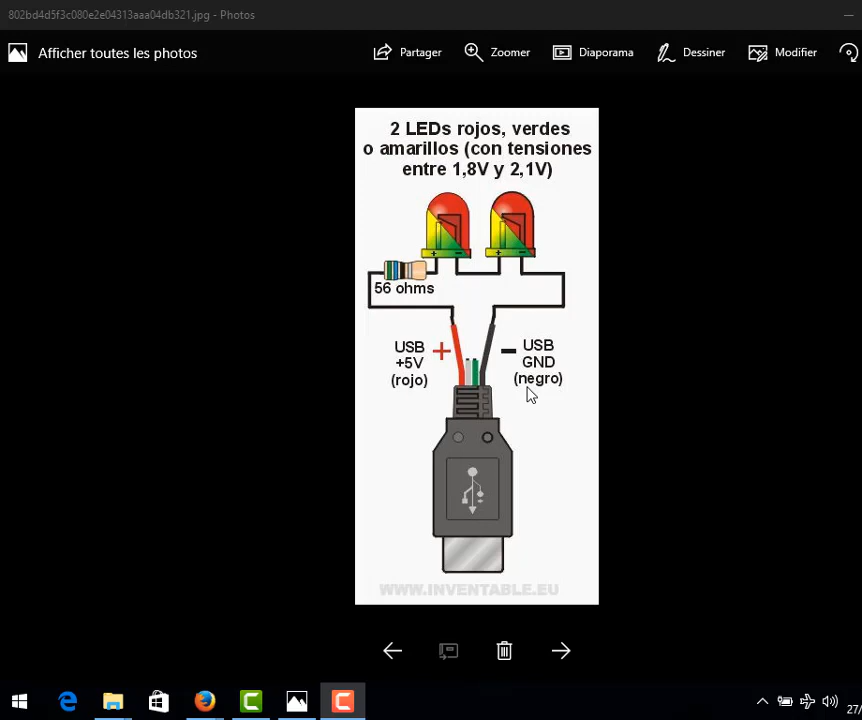 802bd4d5f3c080e2e04313aaa04db321.jpg - Photos
Afficher toutes les photos
Partager
Zoomer
Diaporama
Dessiner
Modifier
2 LEDs rojos, verdes
o amarillos (con tensiones
entre 1,8V y 2,1V)
+ - + -
56 ohms
USB
+5V
(rojo)
+
-
USB
GND
(negro)
WWW.INVENTABLE.EU
27/